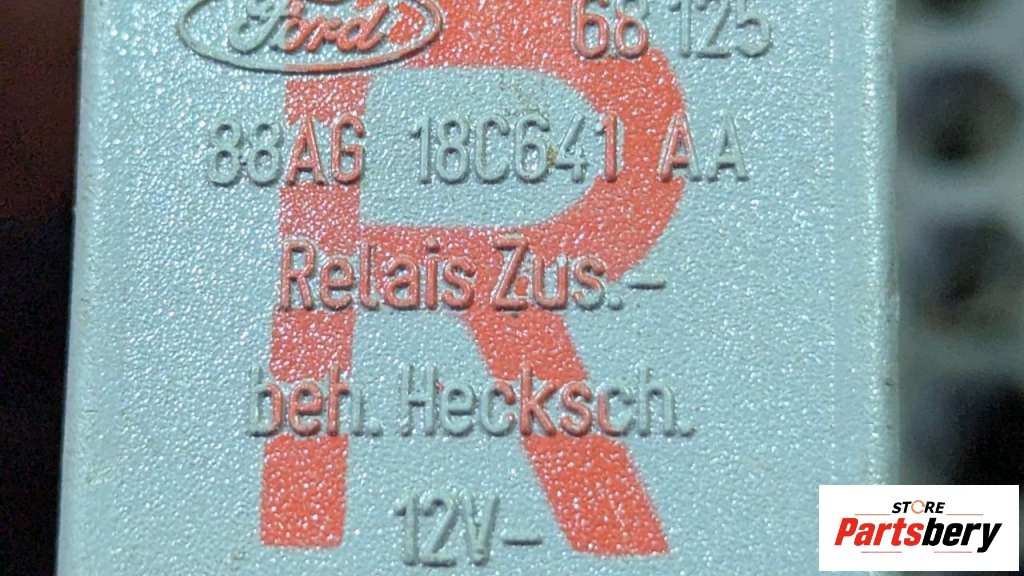 Ford 68 125
R
88AG 18C641 AA
Relais Zus.-
beh. Hecksch.
12V-
STORE
Partsbery